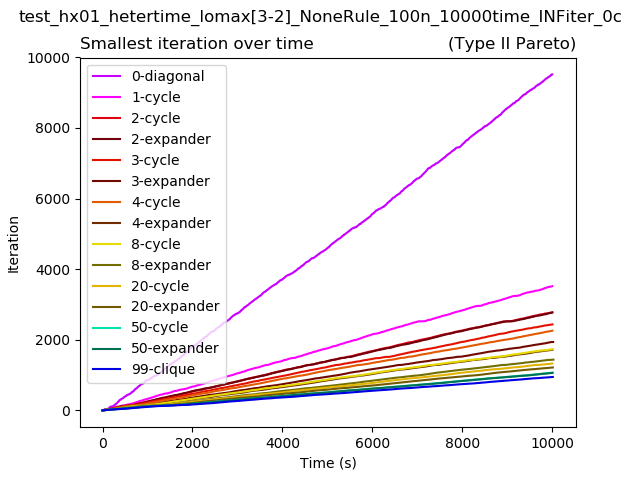 test_hx01_hetertime_lomax[3-2]_NoneRule_100n_10000time_INFiter_0c
Smallest iteration over time (Type II Pareto)
10000
8000
6000
4000
2000
0
Iteration
0-diagonal
1-cycle
2-cycle
2-expander
3-cycle
3-expander
4-cycle
4-expander
8-cycle
8-expander
20-cycle
20-expander
50-cycle
50-expander
99-clique
0 2000 4000 6000 8000 10000
Time (s)